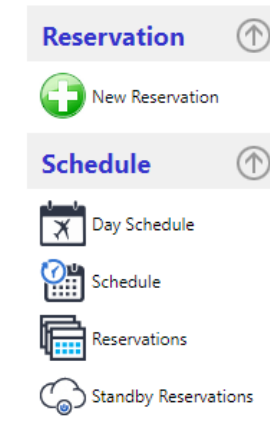 Reservation
New Reservation
Schedule
Day Schedule
Schedule
Reservations
Standby Reservations